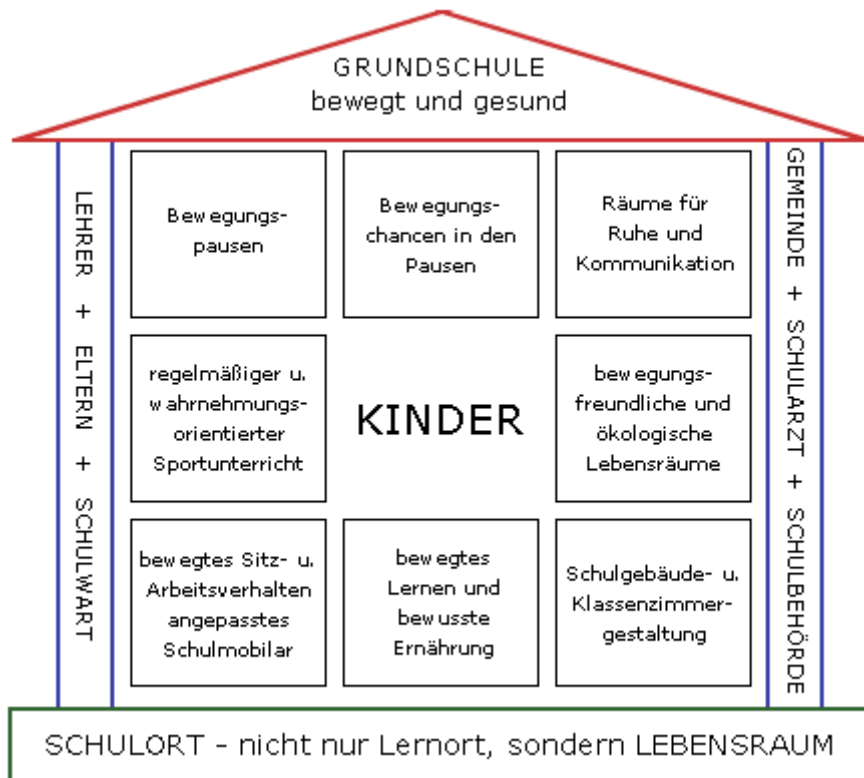 GRUNDSCHULE
bewegt und gesund
LEHRER + ELTERN + SCHULWART
Bewegungs-
pausen
Bewegungs-
chancen in den
Pausen
Räume für
Ruhe und
Kommunikation
regelmäßiger u.
wahrnehmungs-
orientierter
Sportunterricht
KINDER
bewegungs-
freundliche und
ökologische
Lebensräume
bewegtes Sitz- u.
Arbeitsverhalten
angepasstes
Schulmobilar
bewegtes
Lernen und
bewusste
Ernährung
Schulgebäude- u.
Klassenzimmer-
gestaltung
GEMEINDE + SCHULARZT + SCHULBEHÖRDE
SCHULORT - nicht nur Lernort, sondern LEBENSRAUM